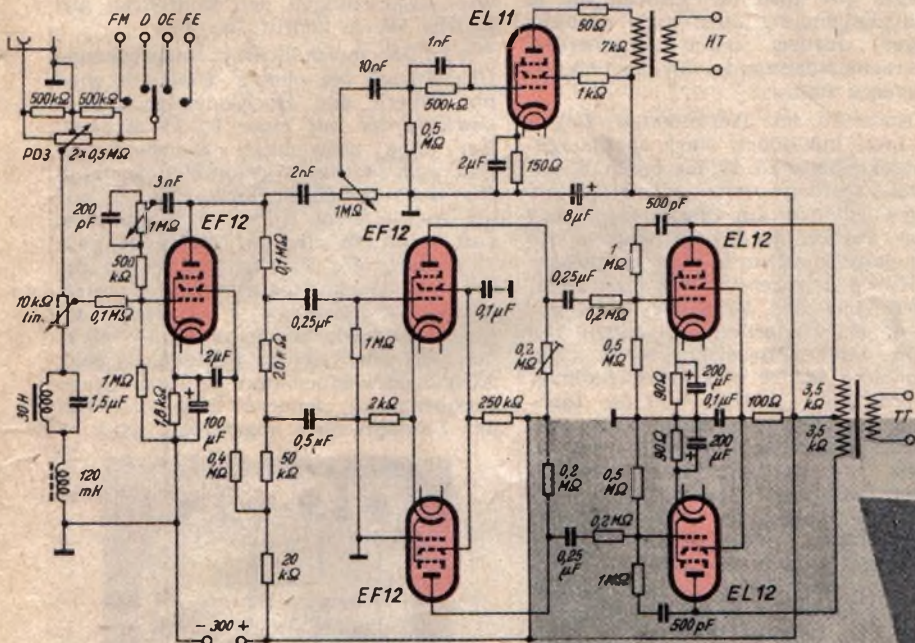 FM D OE FE
500kΩ 500kΩ
PD3 2×0,5MΩ
3nF
200 pF
1MΩ
500 kΩ
EF12
10kΩ lin.
0,1MΩ
1MΩ
30H
1,5µF
120 mH
1,8kΩ
2µF
100 µF
0,4 MΩ
0,1MΩ
20kΩ
50 kΩ
20 kΩ
- 300 +
2nF
1MΩ
10nF
1nF
500kΩ
0,5 MΩ
2µF
150Ω
EL11
50Ω
7kΩ
1kΩ
HT
8µF
0,25µF
0,5µF
1MΩ
2kΩ
EF12
0,1µF
250kΩ
EF12
0,2 MΩ
0,2 MΩ
0,25µF
0,2MΩ
1 MΩ
500pF
EL12
0,5 MΩ
90Ω
200 µF
0,1µF
100Ω
90Ω
200 µF
3,5 kΩ
3,5 kΩ
TT
0,25 µF
0,2MΩ
0,5 MΩ
1MΩ
500pF
EL12